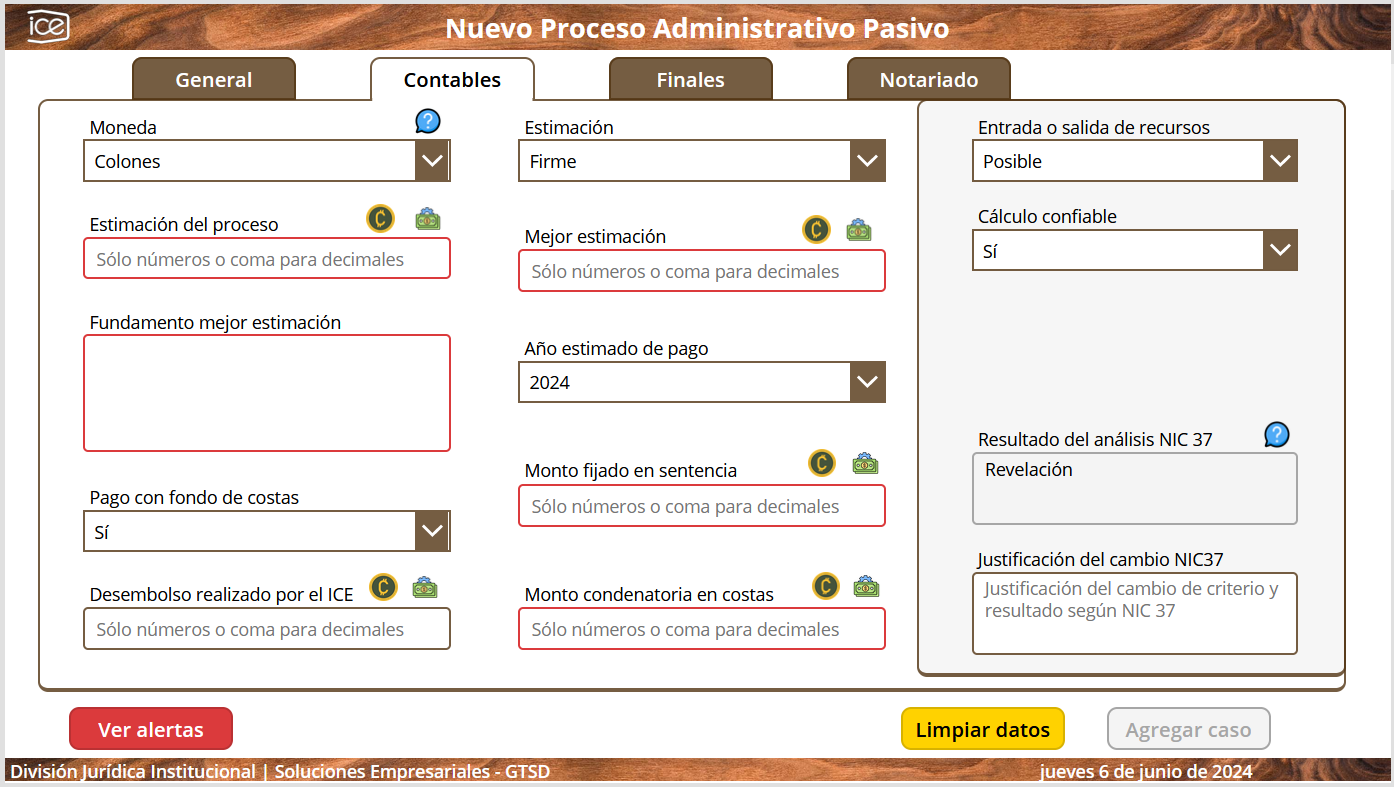 ice
Nuevo Proceso Administrativo Pasivo
General
Contables
Finales
Notariado
Moneda
?
Colones
Estimación del proceso
₡
Sólo números o coma para decimales
Fundamento mejor estimación
Pago con fondo de costas
Sí
Desembolso realizado por el ICE
₡
Sólo números o coma para decimales
Estimación
Firme
Mejor estimación
₡
Sólo números o coma para decimales
Año estimado de pago
2024
Monto fijado en sentencia
₡
Sólo números o coma para decimales
Monto condenatoria en costas
₡
Sólo números o coma para decimales
Entrada o salida de recursos
Posible
Cálculo confiable
Sí
Resultado del análisis NIC 37
?
Revelación
Justificación del cambio NIC37
Justificación del cambio de criterio y
resultado según NIC 37
Ver alertas
Limpiar datos
Agregar caso
División Jurídica Institucional | Soluciones Empresariales - GTSD
jueves 6 de junio de 2024